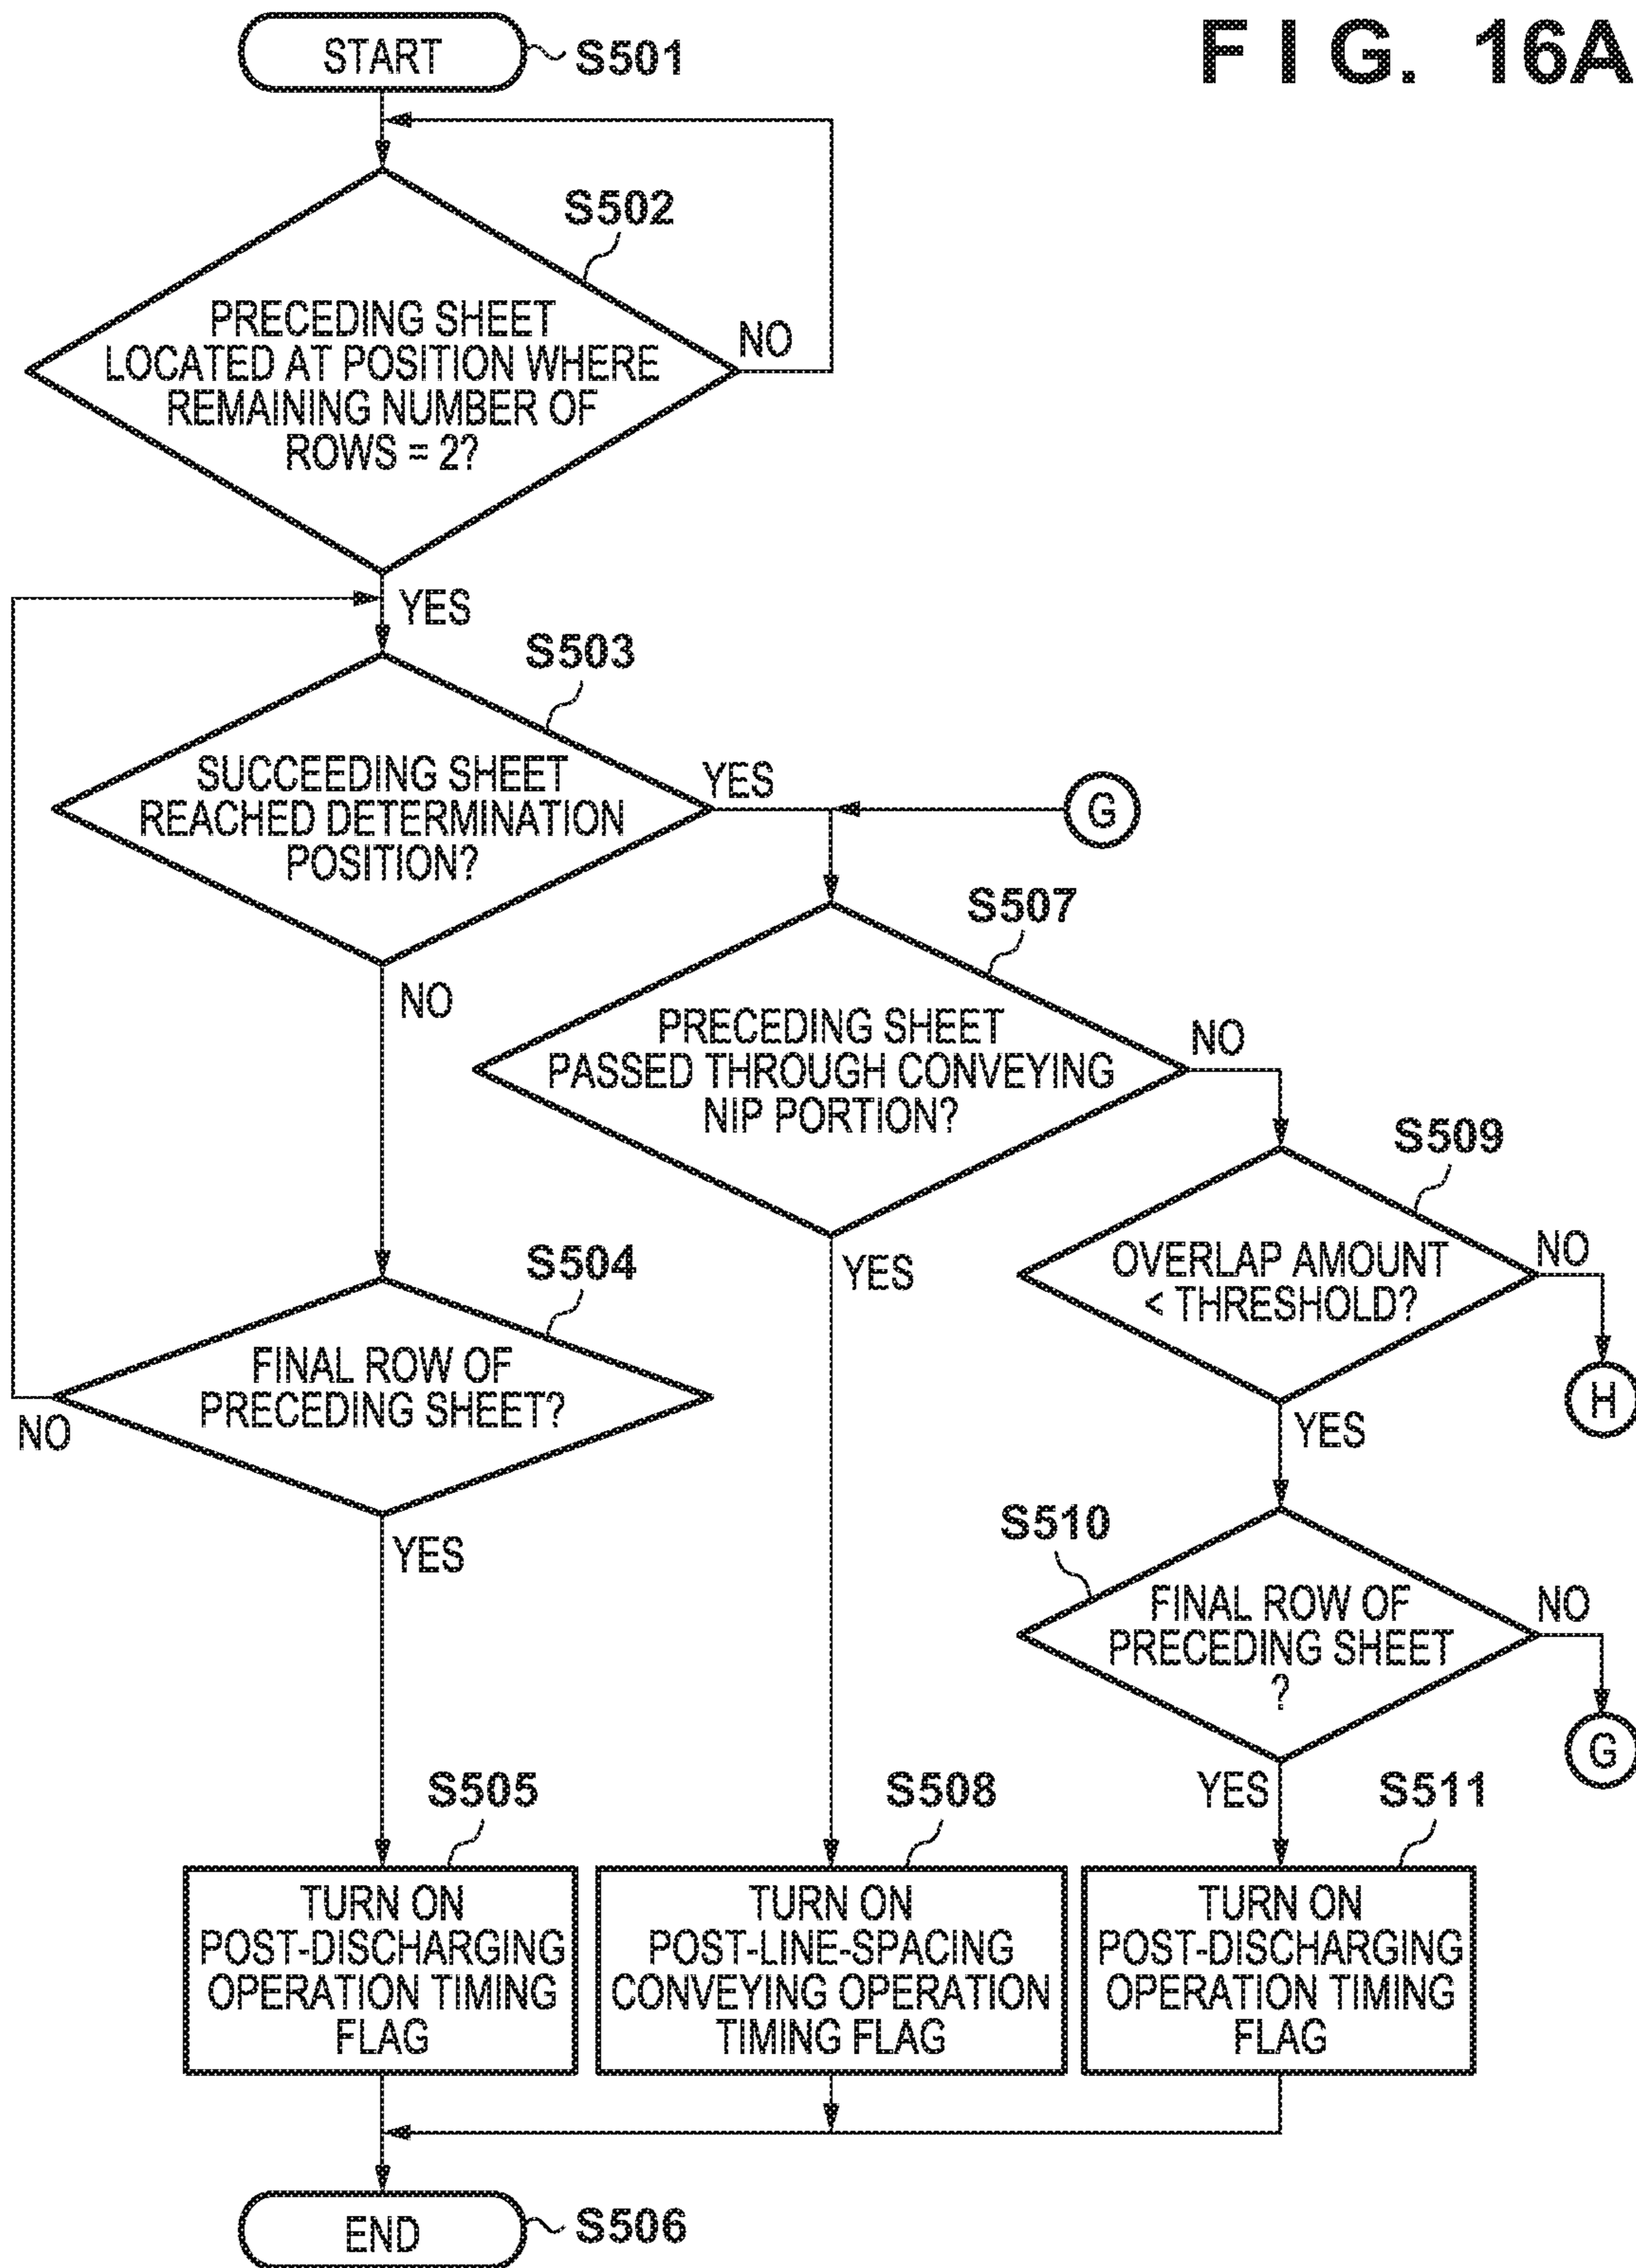 FIG. 16A
START
S501
S502
PRECEDING SHEET
LOCATED AT POSITION WHERE
REMAINING NUMBER OF
ROWS = 2?
NO
YES
S503
SUCCEEDING SHEET
REACHED DETERMINATION
POSITION?
YES
G
NO
S507
PRECEDING SHEET
PASSED THROUGH CONVEYING
NIP PORTION?
NO
YES
S509
OVERLAP AMOUNT
< THRESHOLD?
NO
H
YES
S504
FINAL ROW OF
PRECEDING SHEET?
NO
YES
S510
FINAL ROW OF
PRECEDING SHEET
?
NO
G
YES
S505
TURN ON
POST-DISCHARGING
OPERATION TIMING
FLAG
S508
TURN ON
POST-LINE-SPACING
CONVEYING OPERATION
TIMING FLAG
S511
TURN ON
POST-DISCHARGING
OPERATION TIMING
FLAG
END
S506